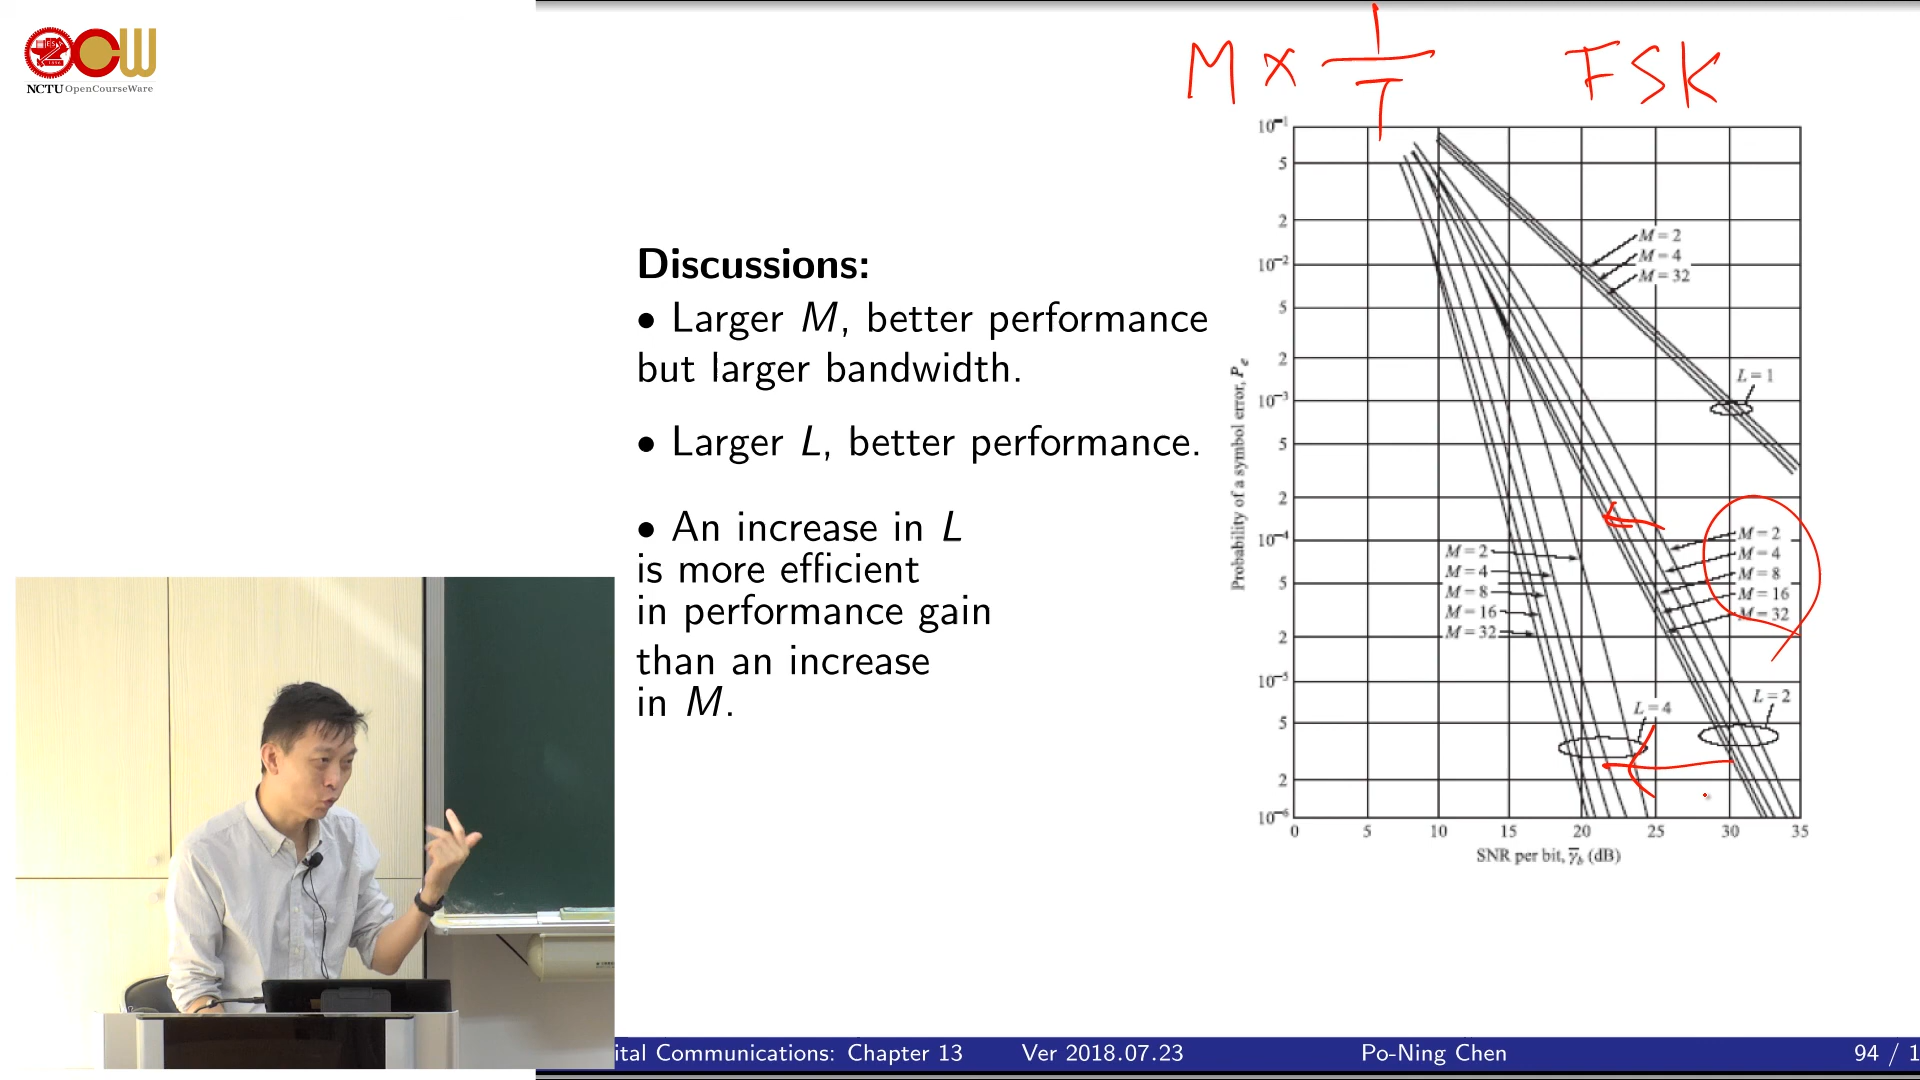 NCTU OpenCourseWare
M × 1/T FSK
Discussions:
• Larger M, better performance
but larger bandwidth.
• Larger L, better performance.
• An increase in L
is more efficient
in performance gain
than an increase
in M.
Probability of a symbol error, Pe
10⁻¹
5
2
10⁻²
5
2
10⁻³
5
2
10⁻⁴
5
2
10⁻⁵
5
2
10⁻⁶
M = 2
M = 4
M = 32
L = 1
M = 2
M = 4
M = 8
M = 16
M = 32
M = 2
M = 4
M = 8
M = 16
M = 32
L = 4
L = 2
0 5 10 15 20 25 30 35
SNR per bit, γ̄b (dB)
ital Communications: Chapter 13 Ver 2018.07.23 Po-Ning Chen 94 / 1